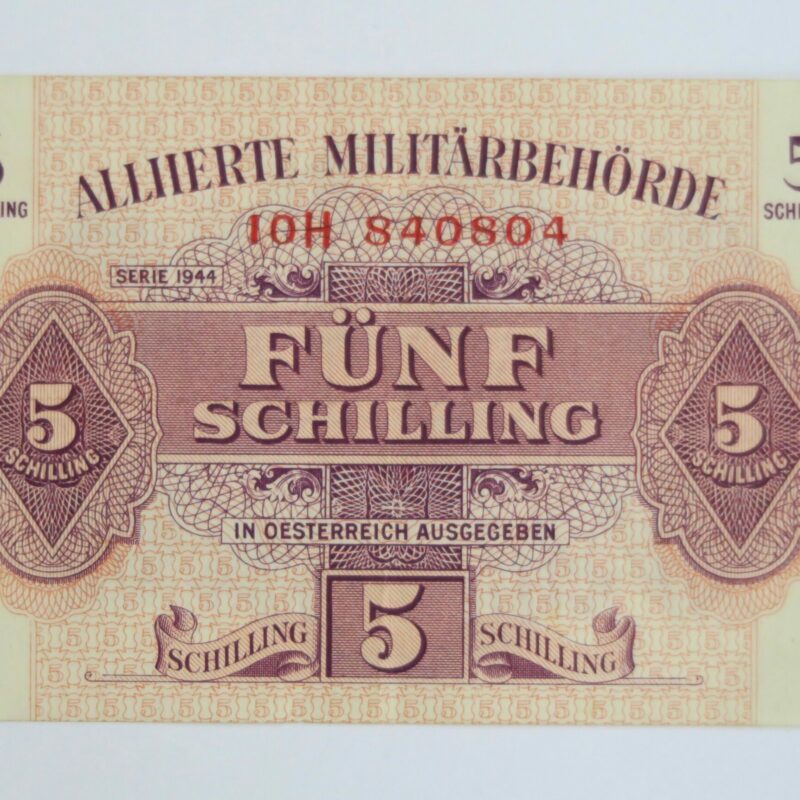 ALLIIERTE MILITÄRBEHÖRDE
10H 840804
SERIE 1944
FÜNF
SCHILLING
5
SCHILLING
5
SCHILLING
IN OESTERREICH AUSGEGEBEN
SCHILLING 5 SCHILLING